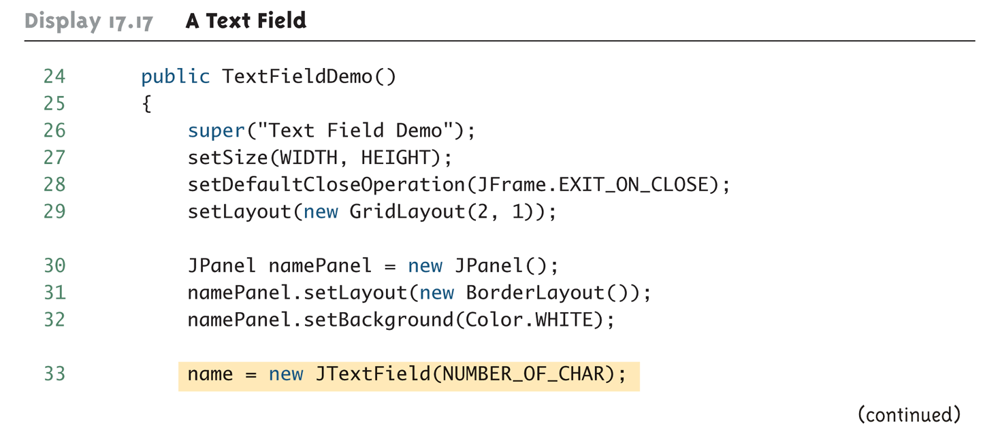 Display 17.17 A Text Field
24 public TextFieldDemo()
25 {
26 super("Text Field Demo");
27 setSize(WIDTH, HEIGHT);
28 setDefaultCloseOperation(JFrame.EXIT_ON_CLOSE);
29 setLayout(new GridLayout(2, 1));
30 JPanel namePanel = new JPanel();
31 namePanel.setLayout(new BorderLayout());
32 namePanel.setBackground(Color.WHITE);
33 name = new JTextField(NUMBER_OF_CHAR);
(continued)